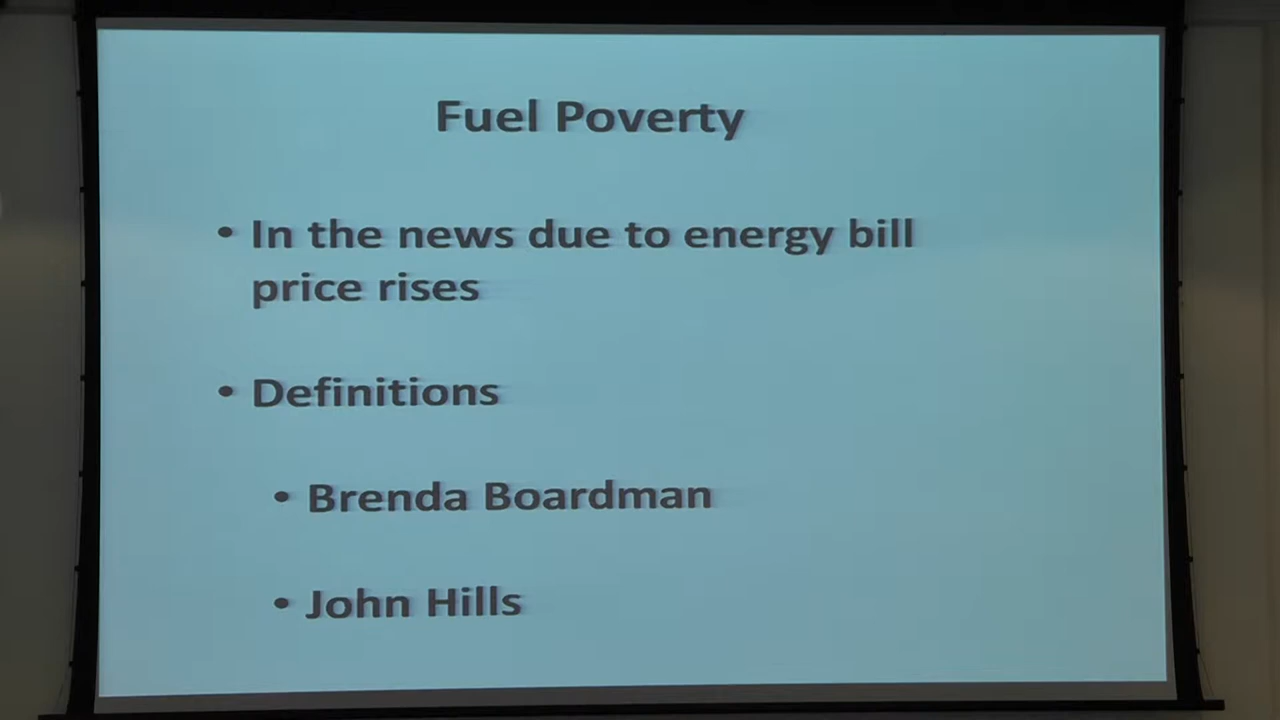 Fuel Poverty
• In the news due to energy bill
price rises
• Definitions
• Brenda Boardman
• John Hills